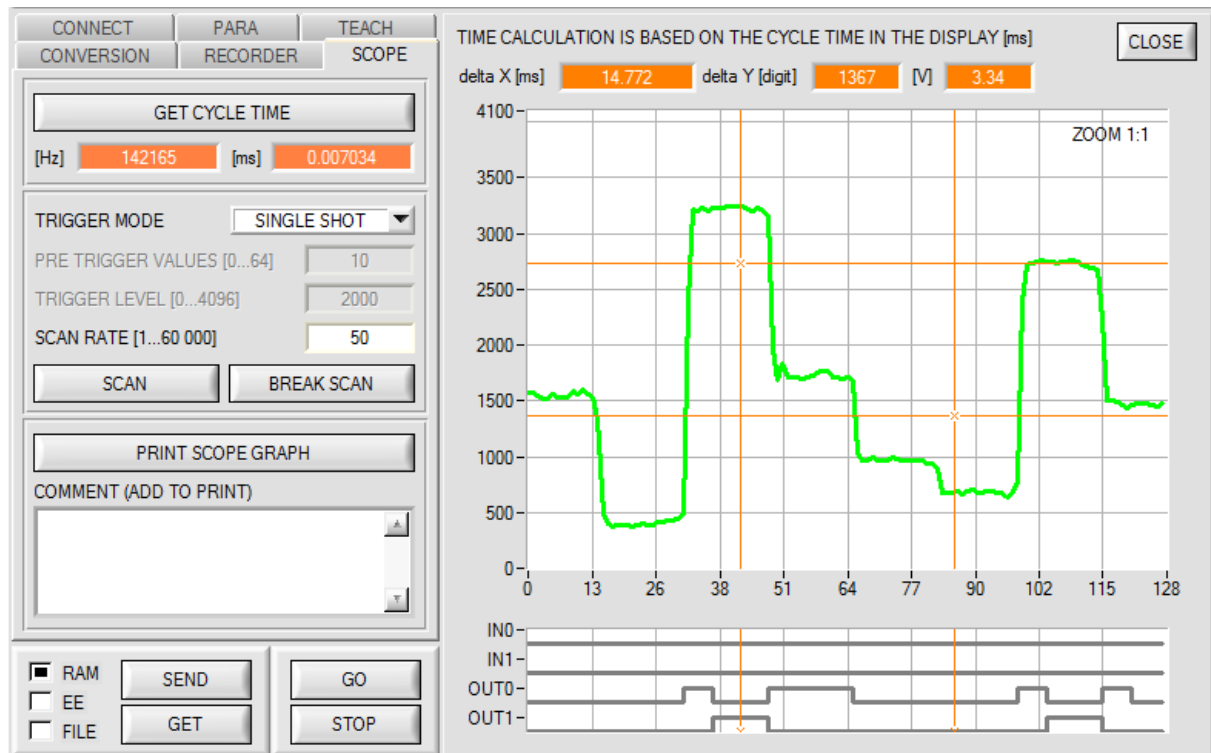 CONNECT PARA TEACH
CONVERSION RECORDER SCOPE
GET CYCLE TIME
[Hz] 142165 [ms] 0.007034
TRIGGER MODE SINGLE SHOT
PRE TRIGGER VALUES [0...64] 10
TRIGGER LEVEL [0...4096] 2000
SCAN RATE [1...60 000] 50
SCAN BREAK SCAN
PRINT SCOPE GRAPH
COMMENT (ADD TO PRINT)
RAM
EE
FILE
SEND
GET
GO
STOP
TIME CALCULATION IS BASED ON THE CYCLE TIME IN THE DISPLAY [ms]
CLOSE
delta X [ms] 14.772 delta Y [digit] 1367 [V] 3.34
ZOOM 1:1
4100
3500
3000
2500
2000
1500
1000
500
0
0 13 26 38 51 64 77 90 102 115 128
IN0
IN1
OUT0
OUT1